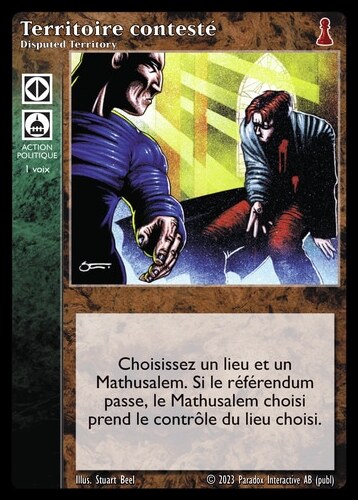 Territoire contesté
Disputed Territory
ACTION
POLITIQUE
1 voix
Choisissez un lieu et un
Mathusalem. Si le référendum
passe, le Mathusalem choisi
prend le contrôle du lieu choisi.
Illus. Stuart Beel
© 2023 Paradox Interactive AB (publ)